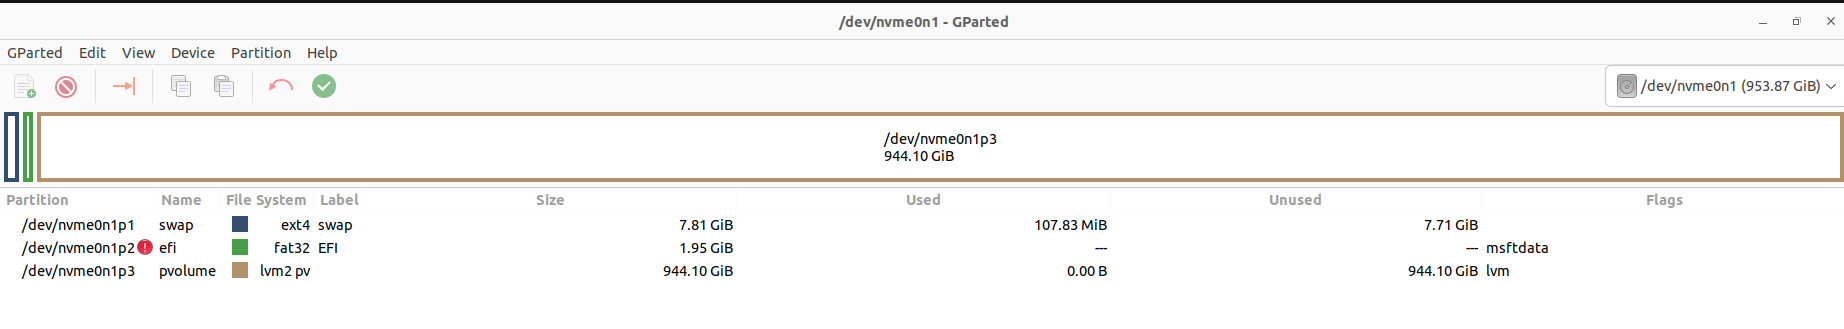 /dev/nvme0n1 - GParted
GParted Edit View Device Partition Help
/dev/nvme0n1 (953.87 GiB)
/dev/nvme0n1p3
944.10 GiB
Partition Name File System Label Size Used Unused Flags
/dev/nvme0n1p1 swap ext4 swap 7.81 GiB 107.83 MiB 7.71 GiB
/dev/nvme0n1p2 efi fat32 EFI 1.95 GiB --- --- msftdata
/dev/nvme0n1p3 pvolume lvm2 pv 944.10 GiB 0.00 B 944.10 GiB lvm